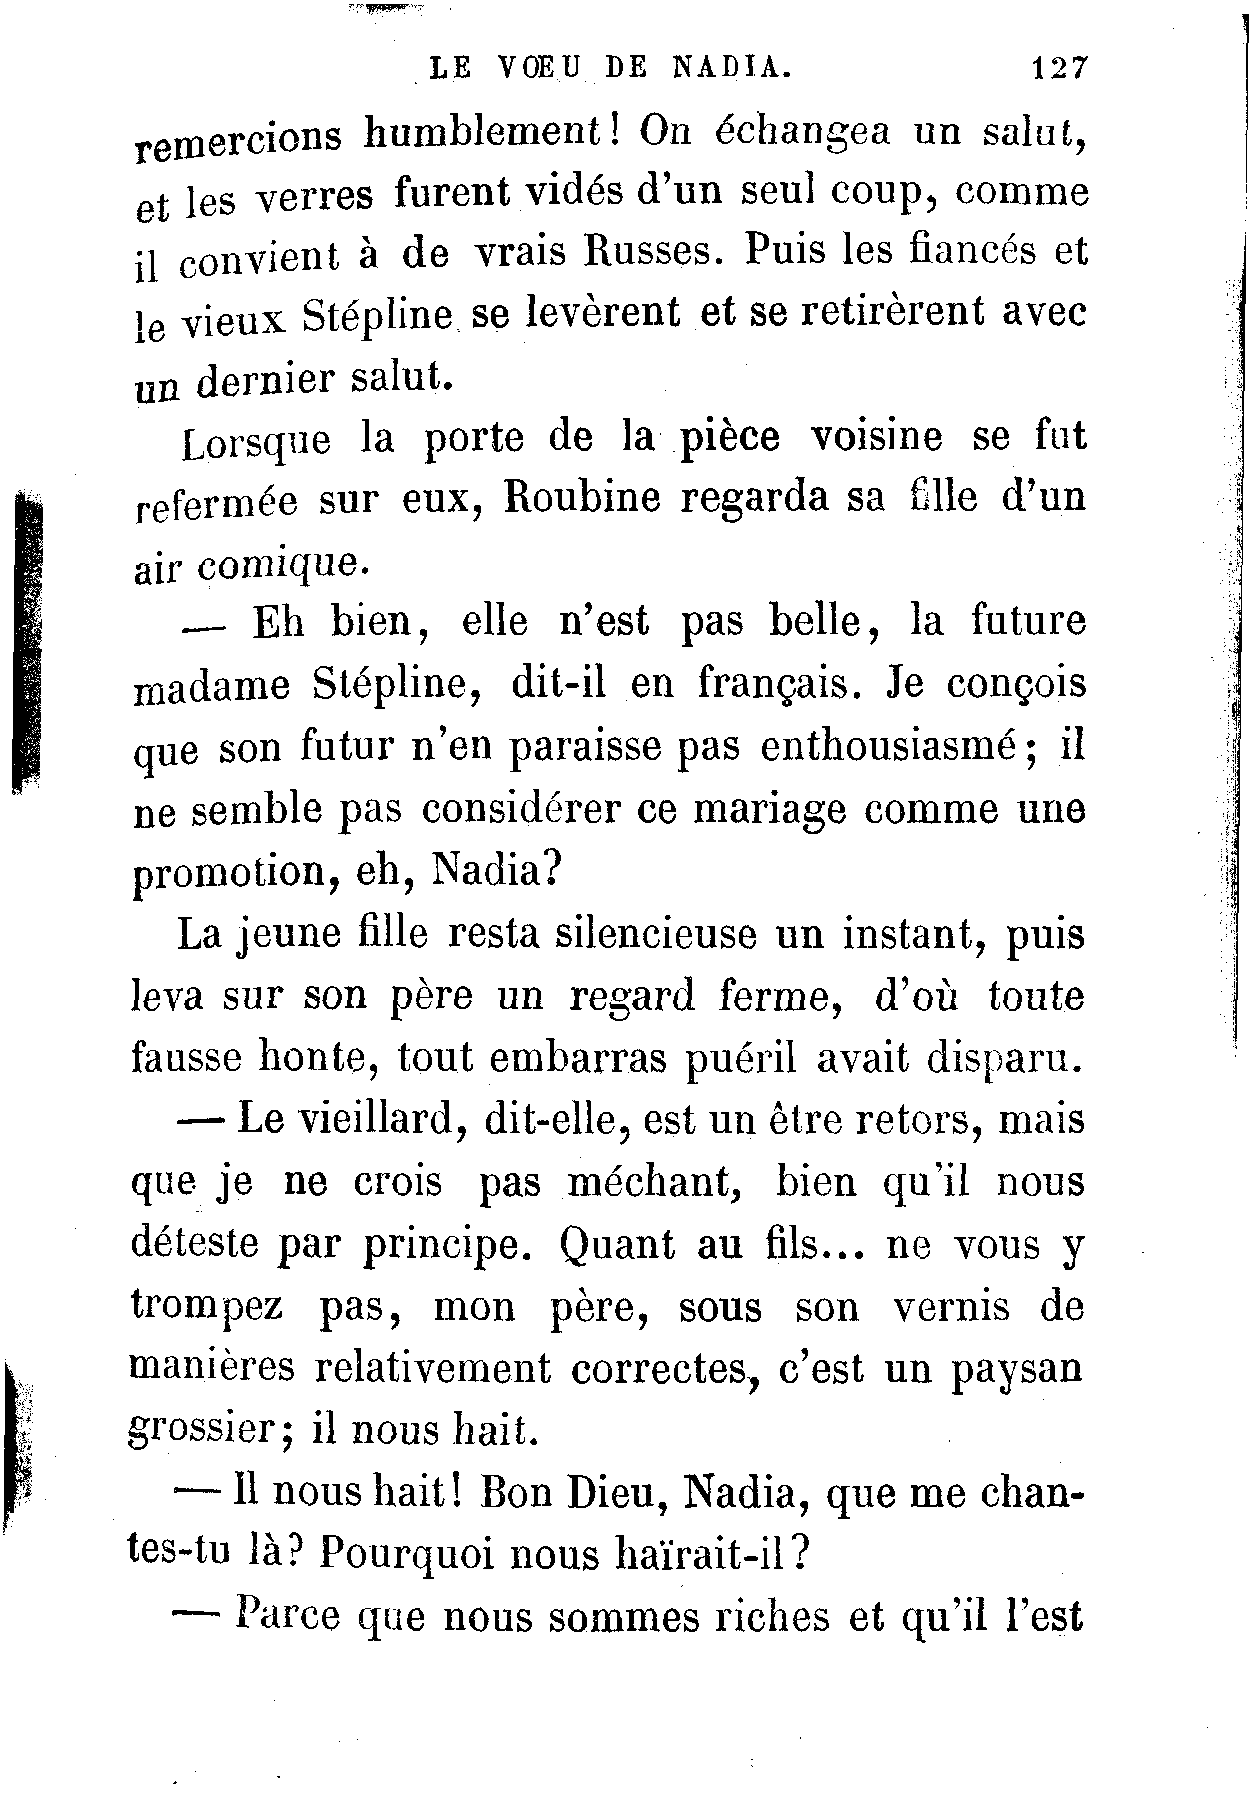 LE VŒU DE NADIA. 127
remercions humblement! On échangea un salut,
et les verres furent vidés d'un seul coup, comme
il convient à de vrais Russes. Puis les fiancés et
le vieux Stépline se levèrent et se retirèrent avec
un dernier salut.
Lorsque la porte de la pièce voisine se fut
refermée sur eux, Roubine regarda sa fille d'un
air comique.
— Eh bien, elle n'est pas belle, la future
madame Stépline, dit-il en français. Je conçois
que son futur n'en paraisse pas enthousiasmé; il
ne semble pas considérer ce mariage comme une
promotion, eh, Nadia?
La jeune fille resta silencieuse un instant, puis
leva sur son père un regard ferme, d'où toute
fausse honte, tout embarras puéril avait disparu.
— Le vieillard, dit-elle, est un être retors, mais
que je ne crois pas méchant, bien qu'il nous
déteste par principe. Quant au fils... ne vous y
trompez pas, mon père, sous son vernis de
manières relativement correctes, c'est un paysan
grossier; il nous hait.
— Il nous hait! Bon Dieu, Nadia, que me chan-
tes-tu là? Pourquoi nous haïrait-il?
— Parce que nous sommes riches et qu'il l'est